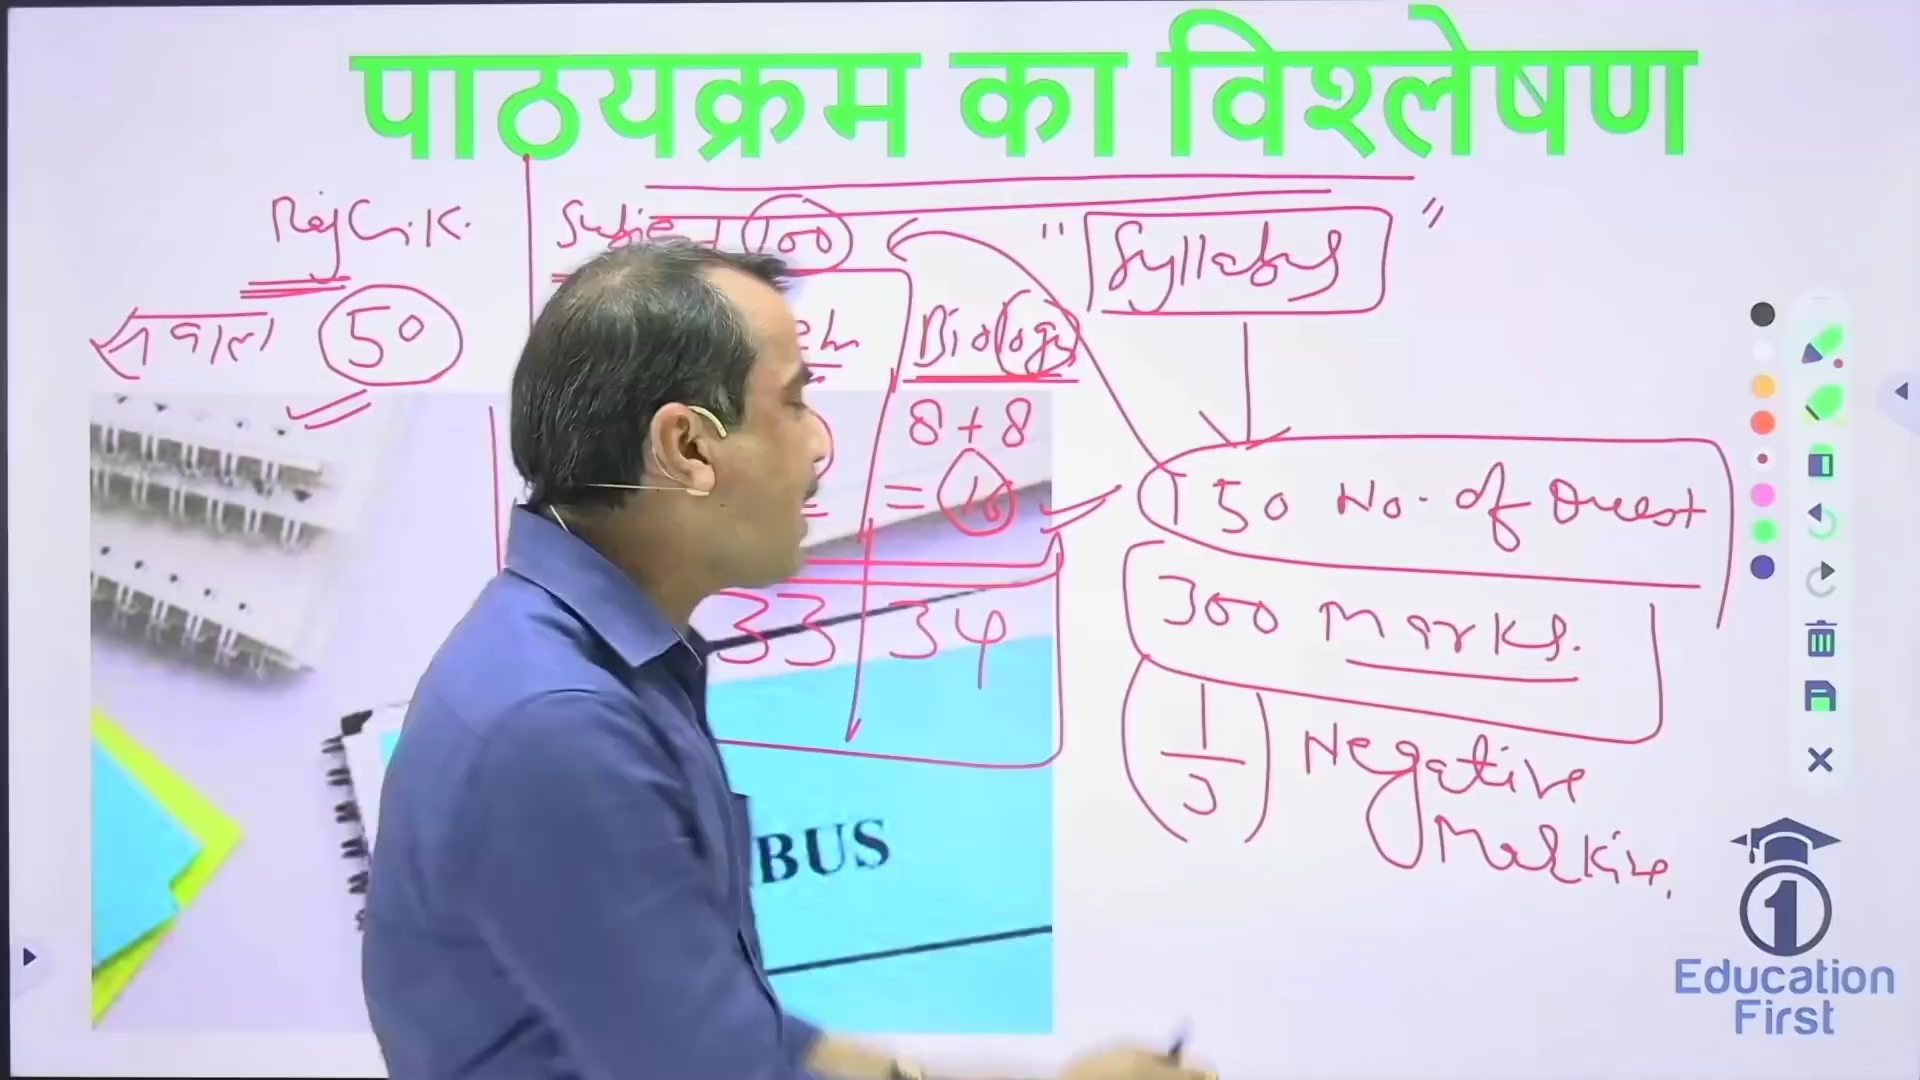 पाठयक्रम का विश्लेषण
Raj G.K.
100
" Syllabus "
सवाल 50
Biology
8 + 8
= 16
150 No. of Quest
33 34
300 Marks.
1/3 Negative
Marking.
BUS
1
Education
First